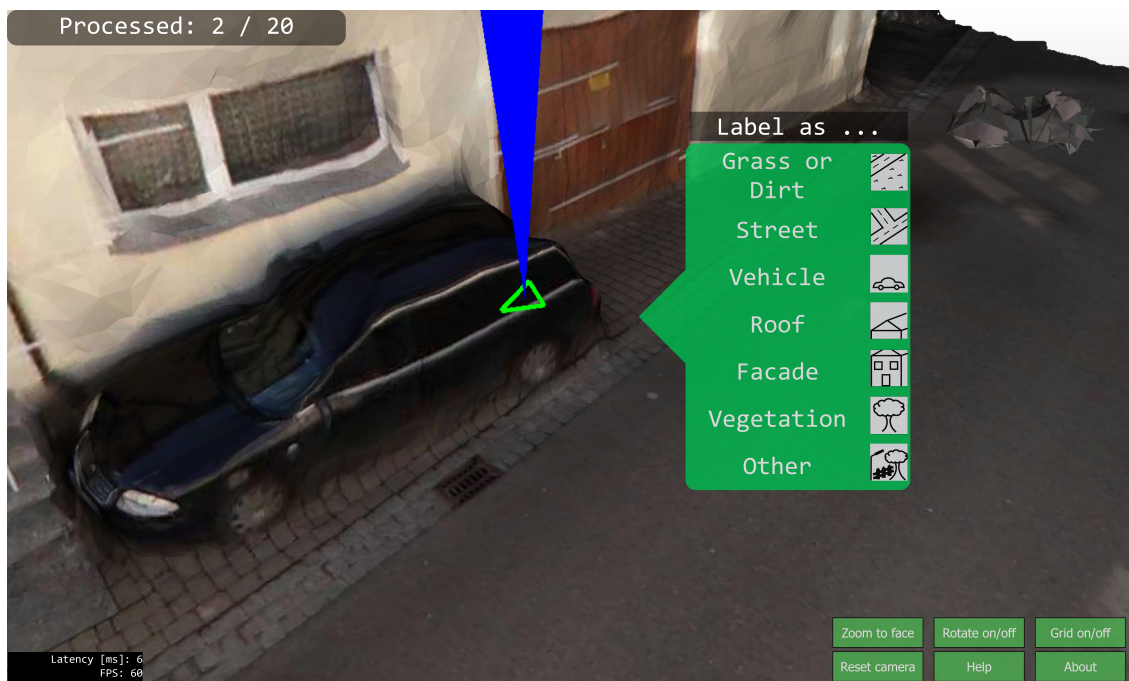 Processed: 2 / 20
Label as ...
Grass or
Dirt
Street
Vehicle
Roof
Facade
Vegetation
Other
Zoom to face
Rotate on/off
Grid on/off
Reset camera
Help
About
Latency [ms]: 6
FPS: 60